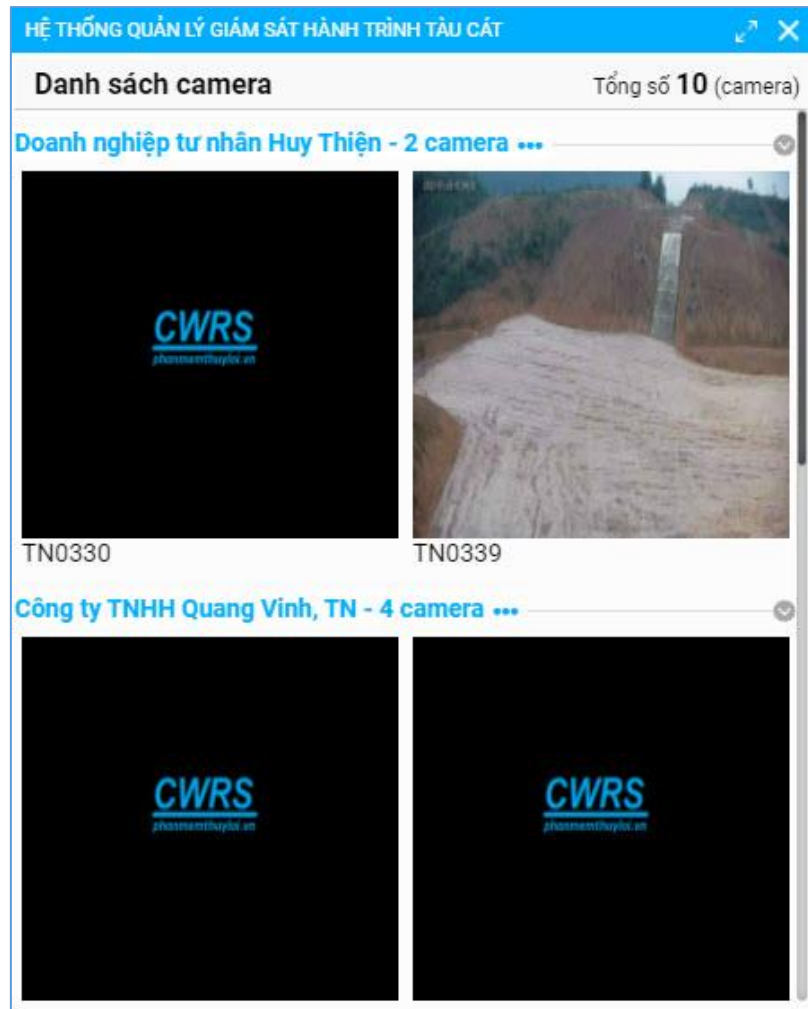 HỆ THỐNG QUẢN LÝ GIÁM SÁT HÀNH TRÌNH TÀU CÁT
Danh sách camera
Tổng số 10 (camera)
Doanh nghiệp tư nhân Huy Thiện - 2 camera •••
CWRS
phanmemthuyloi.vn
TN0330
TN0339
Công ty TNHH Quang Vinh, TN - 4 camera •••
CWRS
phanmemthuyloi.vn
CWRS
phanmemthuyloi.vn